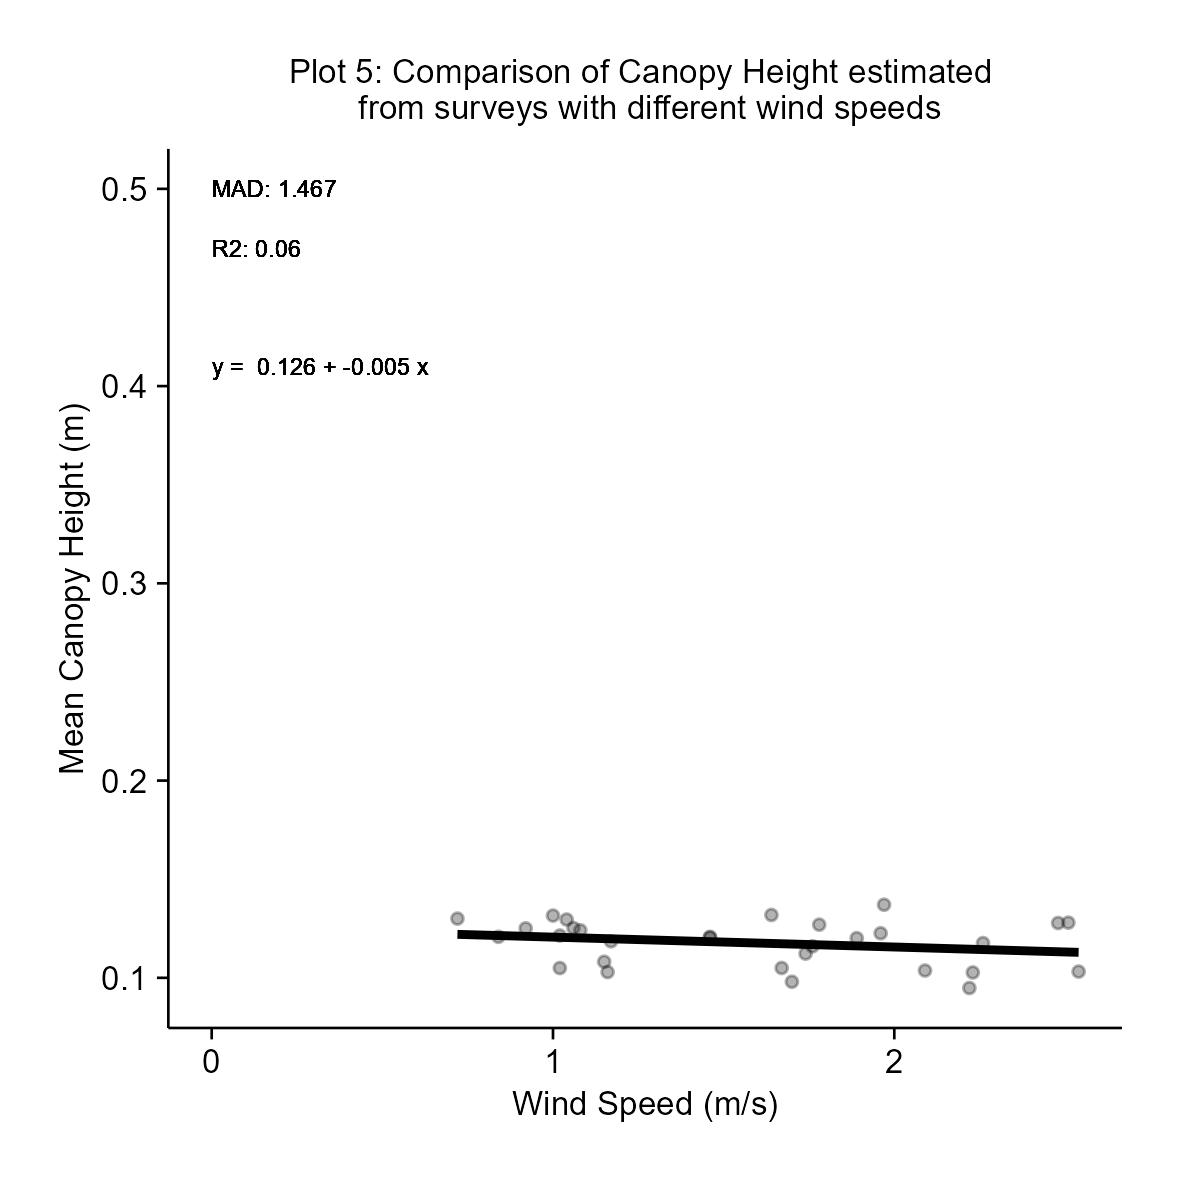 Plot 5: Comparison of Canopy Height estimated
from surveys with different wind speeds
MAD: 1.467
R2: 0.06
y =  0.126 + -0.005 x
Mean Canopy Height (m)
0.5
0.4
0.3
0.2
0.1
0
1
2
Wind Speed (m/s)